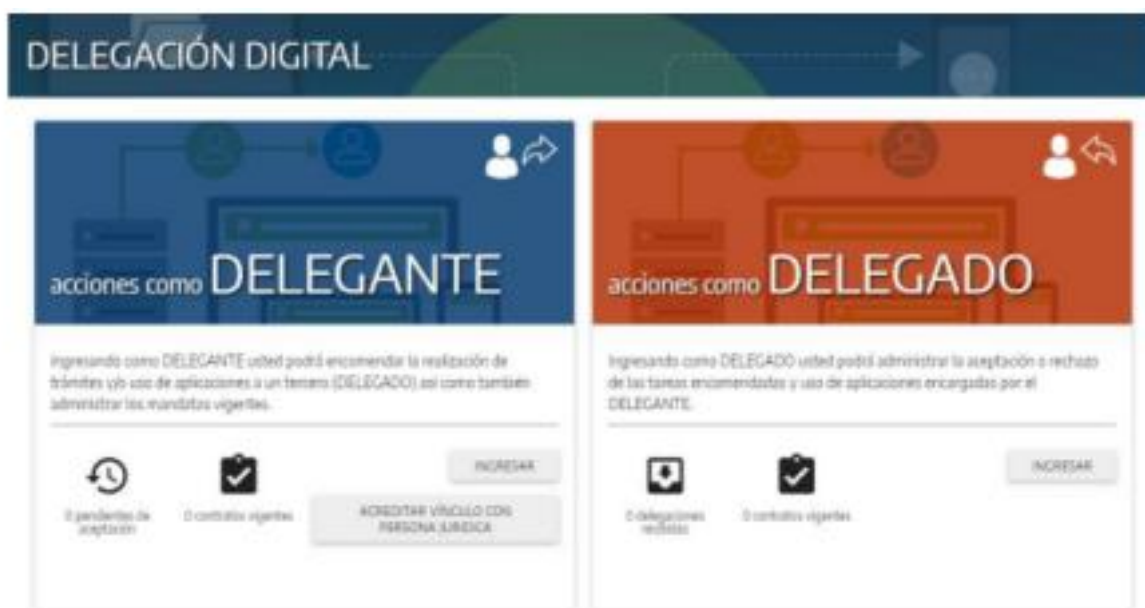 DELEGACIÓN DIGITAL
acciones como DELEGANTE
Ingresando como DELEGANTE usted podrá encomendar la realización de
trámites y/o uso de aplicaciones a un tercero (DELEGADO) así como también
administrar los mandatos vigentes.
INGRESAR
0 pendientes de
aceptación
0 contratos vigentes
ACREDITAR VÍNCULO CON
PERSONA JURIDICA
acciones como DELEGADO
Ingresando como DELEGADO usted podrá administrar la aceptación o rechazo
de las tareas encomendadas y uso de aplicaciones encargadas por el
DELEGANTE.
INGRESAR
0 delegaciones
recibidas
0 contratos vigentes